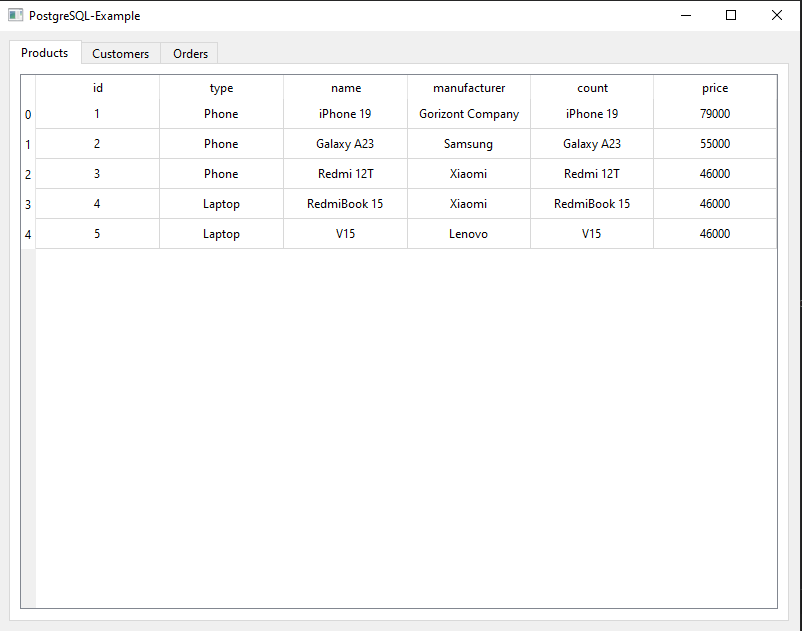 PostgreSQL-Example
Products Customers Orders
id type name manufacturer count price
0 1 Phone iPhone 19 Gorizont Company iPhone 19 79000
1 2 Phone Galaxy A23 Samsung Galaxy A23 55000
2 3 Phone Redmi 12T Xiaomi Redmi 12T 46000
3 4 Laptop RedmiBook 15 Xiaomi RedmiBook 15 46000
4 5 Laptop V15 Lenovo V15 46000